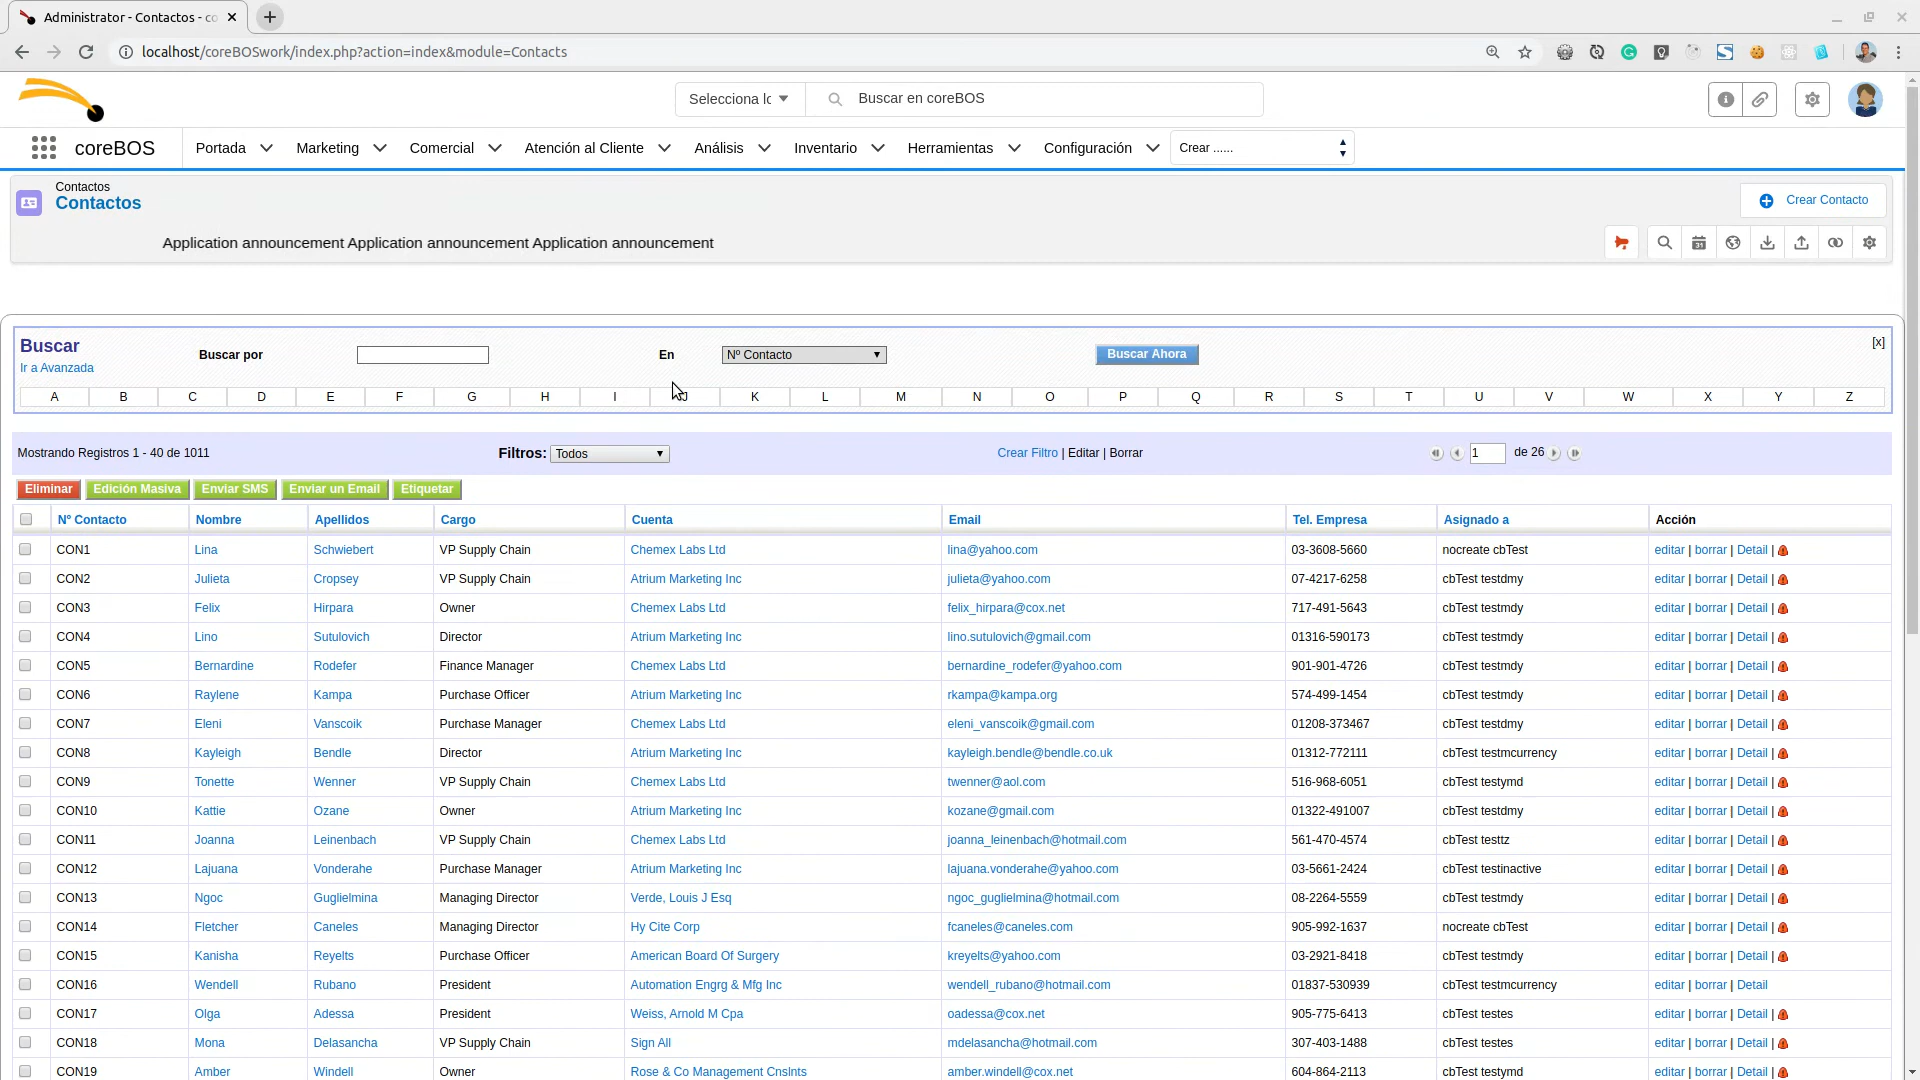 Administrator - Contactos - co
localhost/coreBOSwork/index.php?action=index&module=Contacts
Selecciona lo
Buscar en coreBOS
coreBOS Portada Marketing Comercial Atención al Cliente Análisis Inventario Herramientas Configuración Crear ......
Contactos
Contactos
Crear Contacto
Application announcement Application announcement Application announcement
Buscar Buscar por En Nº Contacto Buscar Ahora [x]
Ir a Avanzada
A B C D E F G H I J K L M N O P Q R S T U V W X Y Z
Mostrando Registros 1 - 40 de 1011 Filtros: Todos Crear Filtro | Editar | Borrar 1 de 26
Eliminar Edición Masiva Enviar SMS Enviar un Email Etiquetar
Nº Contacto Nombre Apellidos Cargo Cuenta Email Tel. Empresa Asignado a Acción
CON1 Lina Schwiebert VP Supply Chain Chemex Labs Ltd lina@yahoo.com 03-3608-5660 nocreate cbTest editar | borrar | Detail |
CON2 Julieta Cropsey VP Supply Chain Atrium Marketing Inc julieta@yahoo.com 07-4217-6258 cbTest testdmy editar | borrar | Detail |
CON3 Felix Hirpara Owner Chemex Labs Ltd felix_hirpara@cox.net 717-491-5643 cbTest testmdy editar | borrar | Detail |
CON4 Lino Sutulovich Director Atrium Marketing Inc lino.sutulovich@gmail.com 01316-590173 cbTest testmdy editar | borrar | Detail |
CON5 Bernardine Rodefer Finance Manager Chemex Labs Ltd bernardine_rodefer@yahoo.com 901-901-4726 cbTest testmdy editar | borrar | Detail |
CON6 Raylene Kampa Purchase Officer Atrium Marketing Inc rkampa@kampa.org 574-499-1454 cbTest testmdy editar | borrar | Detail |
CON7 Eleni Vanscoik Purchase Manager Chemex Labs Ltd eleni_vanscoik@gmail.com 01208-373467 cbTest testdmy editar | borrar | Detail |
CON8 Kayleigh Bendle Director Atrium Marketing Inc kayleigh.bendle@bendle.co.uk 01312-772111 cbTest testmcurrency editar | borrar | Detail |
CON9 Tonette Wenner VP Supply Chain Chemex Labs Ltd twenner@aol.com 516-968-6051 cbTest testymd editar | borrar | Detail |
CON10 Kattie Ozane Owner Atrium Marketing Inc kozane@gmail.com 01322-491007 cbTest testdmy editar | borrar | Detail |
CON11 Joanna Leinenbach VP Supply Chain Chemex Labs Ltd joanna_leinenbach@hotmail.com 561-470-4574 cbTest testtz editar | borrar | Detail |
CON12 Lajuana Vonderahe Purchase Manager Atrium Marketing Inc lajuana.vonderahe@yahoo.com 03-5661-2424 cbTest testinactive editar | borrar | Detail |
CON13 Ngoc Guglielmina Managing Director Verde, Louis J Esq ngoc_guglielmina@hotmail.com 08-2264-5559 cbTest testmdy editar | borrar | Detail |
CON14 Fletcher Caneles Managing Director Hy Cite Corp fcaneles@caneles.com 905-992-1637 nocreate cbTest editar | borrar | Detail |
CON15 Kanisha Reyelts Purchase Officer American Board Of Surgery kreyelts@yahoo.com 03-2921-8418 cbTest testmdy editar | borrar | Detail |
CON16 Wendell Rubano President Automation Engrg & Mfg Inc wendell_rubano@hotmail.com 01837-530939 cbTest testmcurrency editar | borrar | Detail
CON17 Olga Adessa President Weiss, Arnold M Cpa oadessa@cox.net 905-775-6413 cbTest testes editar | borrar | Detail |
CON18 Mona Delasancha VP Supply Chain Sign All mdelasancha@hotmail.com 307-403-1488 cbTest testes editar | borrar | Detail |
CON19 Amber Windell Owner Rose & Co Management Cnslnts amber.windell@cox.net 604-864-2113 cbTest testymd editar | borrar | Detail |